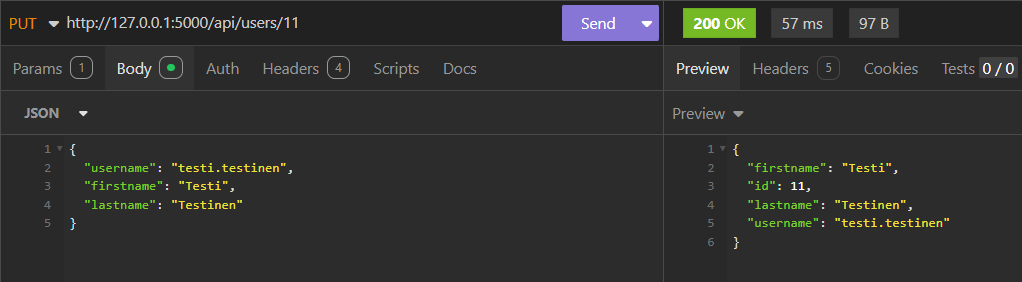 PUT http://127.0.0.1:5000/api/users/11 Send 200 OK 57 ms 97 B
Params 1 Body Auth Headers 4 Scripts Docs Preview Headers 5 Cookies Tests 0 / 0
JSON Preview
1 {
2 "username": "testi.testinen",
3 "firstname": "Testi",
4 "lastname": "Testinen"
5 }
1 {
2 "firstname": "Testi",
3 "id": 11,
4 "lastname": "Testinen",
5 "username": "testi.testinen"
6 }